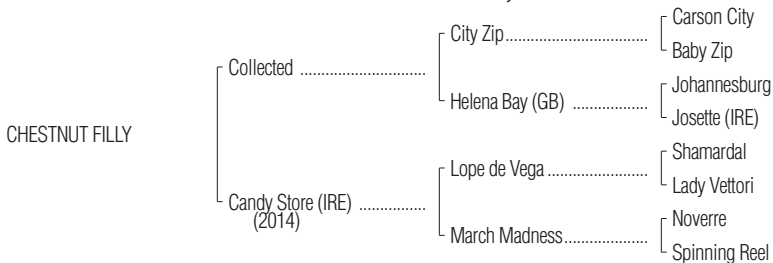 Carson City
City Zip
Baby Zip
Collected
Johannesburg
Helena Bay (GB)
Josette (IRE)
CHESTNUT FILLY
Shamardal
Lope de Vega
Lady Vettori
Candy Store (IRE)
(2014)
Noverre
March Madness
Spinning Reel